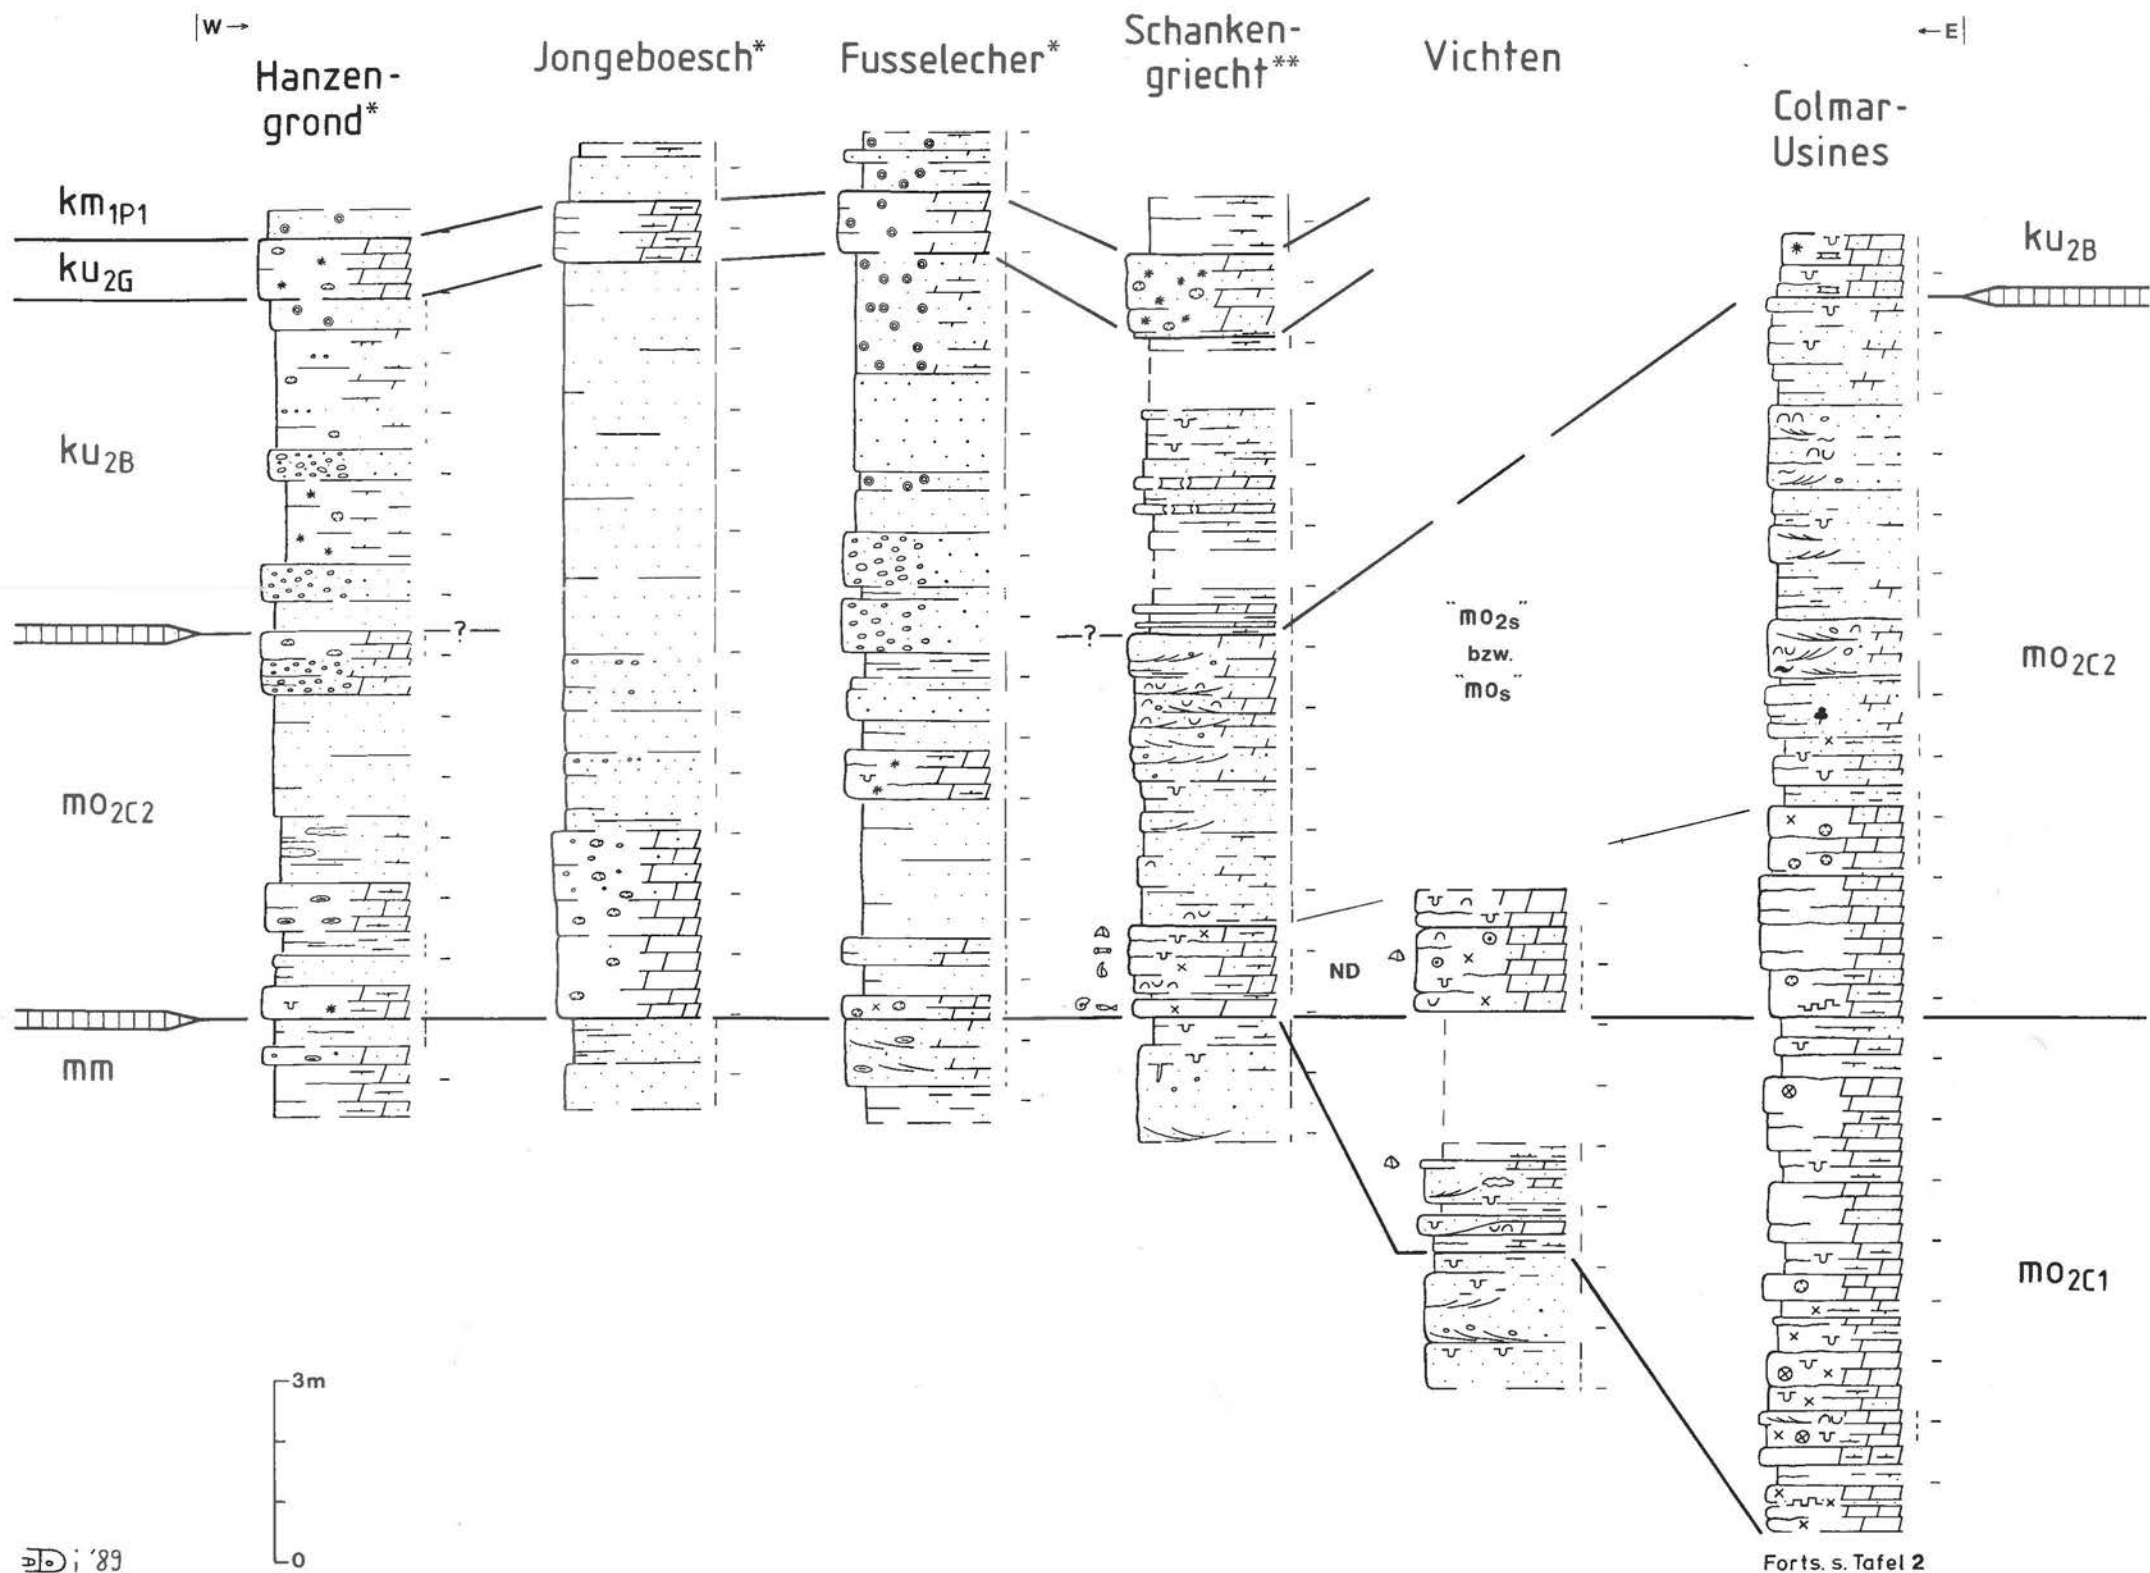 |W→
←E|
Hanzen-
grond*
Jongeboesch*
Fusselecher*
Schanken-
griecht**
Vichten
Colmar-
Usines
km1P1
ku2G
ku2B
mo2C2
mm
ku2B
mo2C2
mo2C1
—?—
—?—
"mo2s"
bzw.
"mos"
ND
3m
0
i '89
Forts. s. Tafel 2